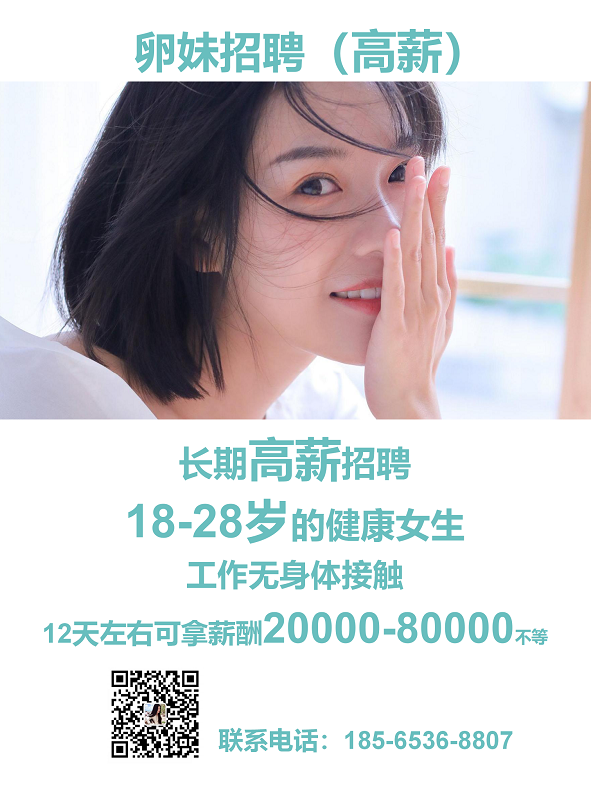 卵妹招聘（高薪）
长期高薪招聘
18-28岁的健康女生
工作无身体接触
12天左右可拿薪酬20000-80000不等
联系电话：185-6536-8807